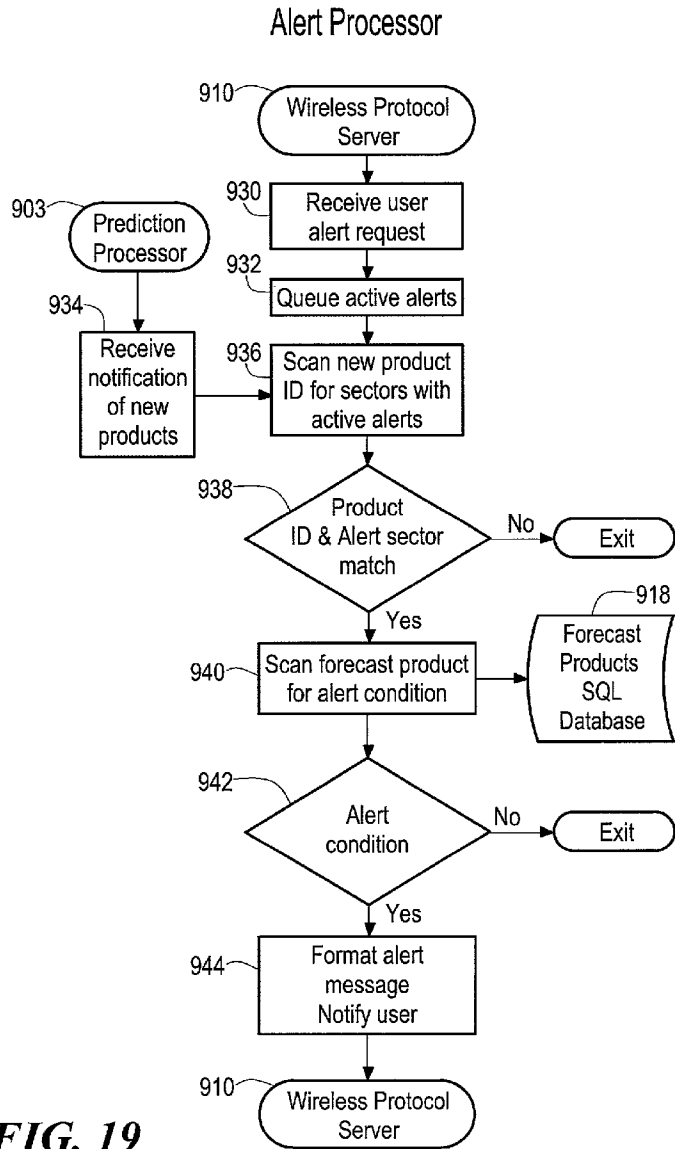 Alert Processor
910
Wireless Protocol
Server
930
Receive user
alert request
903
Prediction
Processor
932
Queue active alerts
934
Receive
notification
of new
products
936
Scan new product
ID for sectors with
active alerts
938
Product
ID & Alert sector
match
No
Exit
Yes
918
Forecast
Products
SQL
Database
940
Scan forecast product
for alert condition
942
Alert
condition
No
Exit
Yes
944
Format alert
message
Notify user
910
Wireless Protocol
Server
FIG. 19